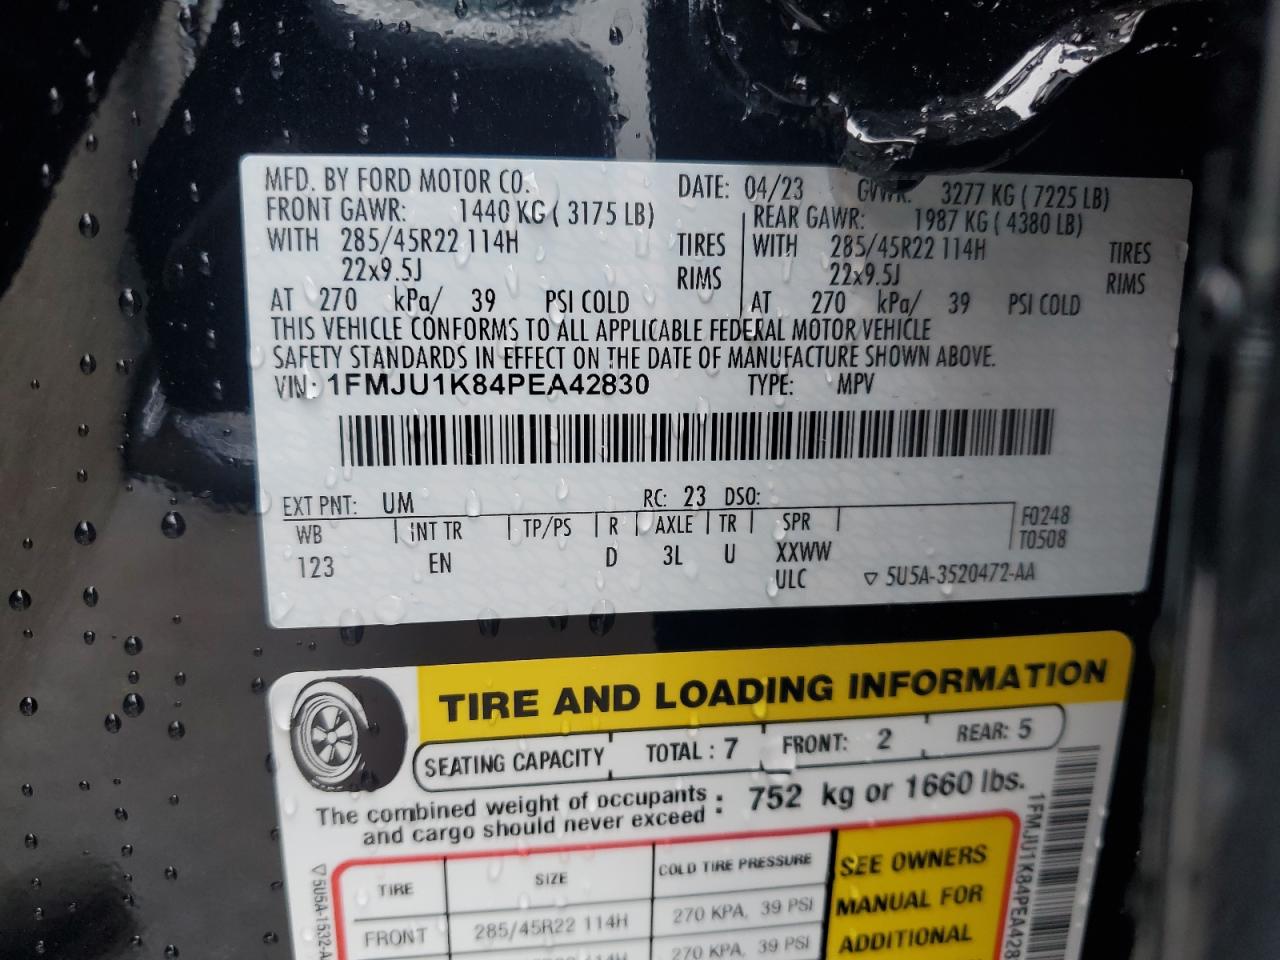 MFD. BY FORD MOTOR CO. DATE: 04/23 GVWR: 3277 KG ( 7225 LB)
FRONT GAWR: 1440 KG ( 3175 LB) REAR GAWR: 1987 KG ( 4380 LB)
WITH 285/45R22 114H TIRES WITH 285/45R22 114H TIRES
22x9.5J RIMS 22x9.5J RIMS
AT 270 kPa/ 39 PSI COLD AT 270 kPa/ 39 PSI COLD
THIS VEHICLE CONFORMS TO ALL APPLICABLE FEDERAL MOTOR VEHICLE
SAFETY STANDARDS IN EFFECT ON THE DATE OF MANUFACTURE SHOWN ABOVE.
VIN: 1FMJU1K84PEA42830 TYPE: MPV
EXT PNT: UM RC: 23 DSO:
WB INT TR TP/PS R AXLE TR SPR F0248
123 EN D 3L U XXWW T0508
ULC ▽ 5U5A-3520472-AA
TIRE AND LOADING INFORMATION
SEATING CAPACITY TOTAL : 7 FRONT: 2 REAR: 5
The combined weight of occupants and cargo should never exceed : 752 kg or 1660 lbs.
TIRE SIZE COLD TIRE PRESSURE
FRONT 285/45R22 114H 270 KPA, 39 PSI
114H 270 KPA, 39 PSI
SEE OWNERS
MANUAL FOR
ADDITIONAL
▽ 5U5A-1532-A
1FMJU1K84PEA428